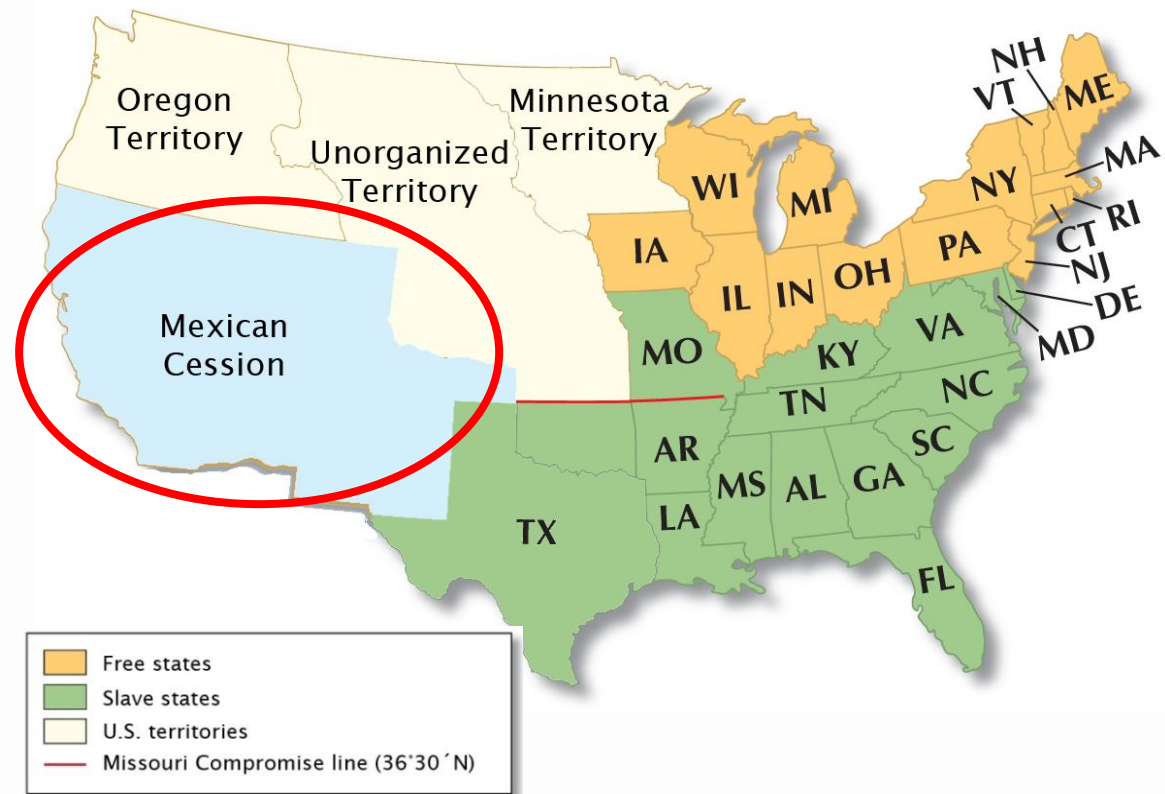 Oregon
Territory
Unorganized
Territory
Minnesota
Territory
Mexican
Cession
WI
MI
IA
IL
IN
OH
PA
NY
VT
NH
ME
MA
RI
CT
NJ
DE
MD
MO
KY
VA
TN
NC
AR
SC
MS
AL
GA
LA
TX
FL
Free states
Slave states
U.S. territories
Missouri Compromise line (36°30´N)